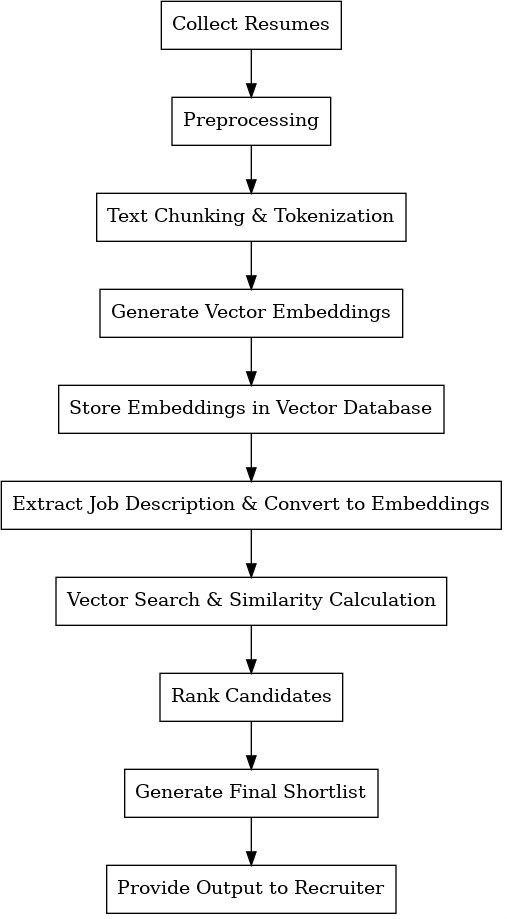 Collect Resumes
Preprocessing
Text Chunking & Tokenization
Generate Vector Embeddings
Store Embeddings in Vector Database
Extract Job Description & Convert to Embeddings
Vector Search & Similarity Calculation
Rank Candidates
Generate Final Shortlist
Provide Output to Recruiter